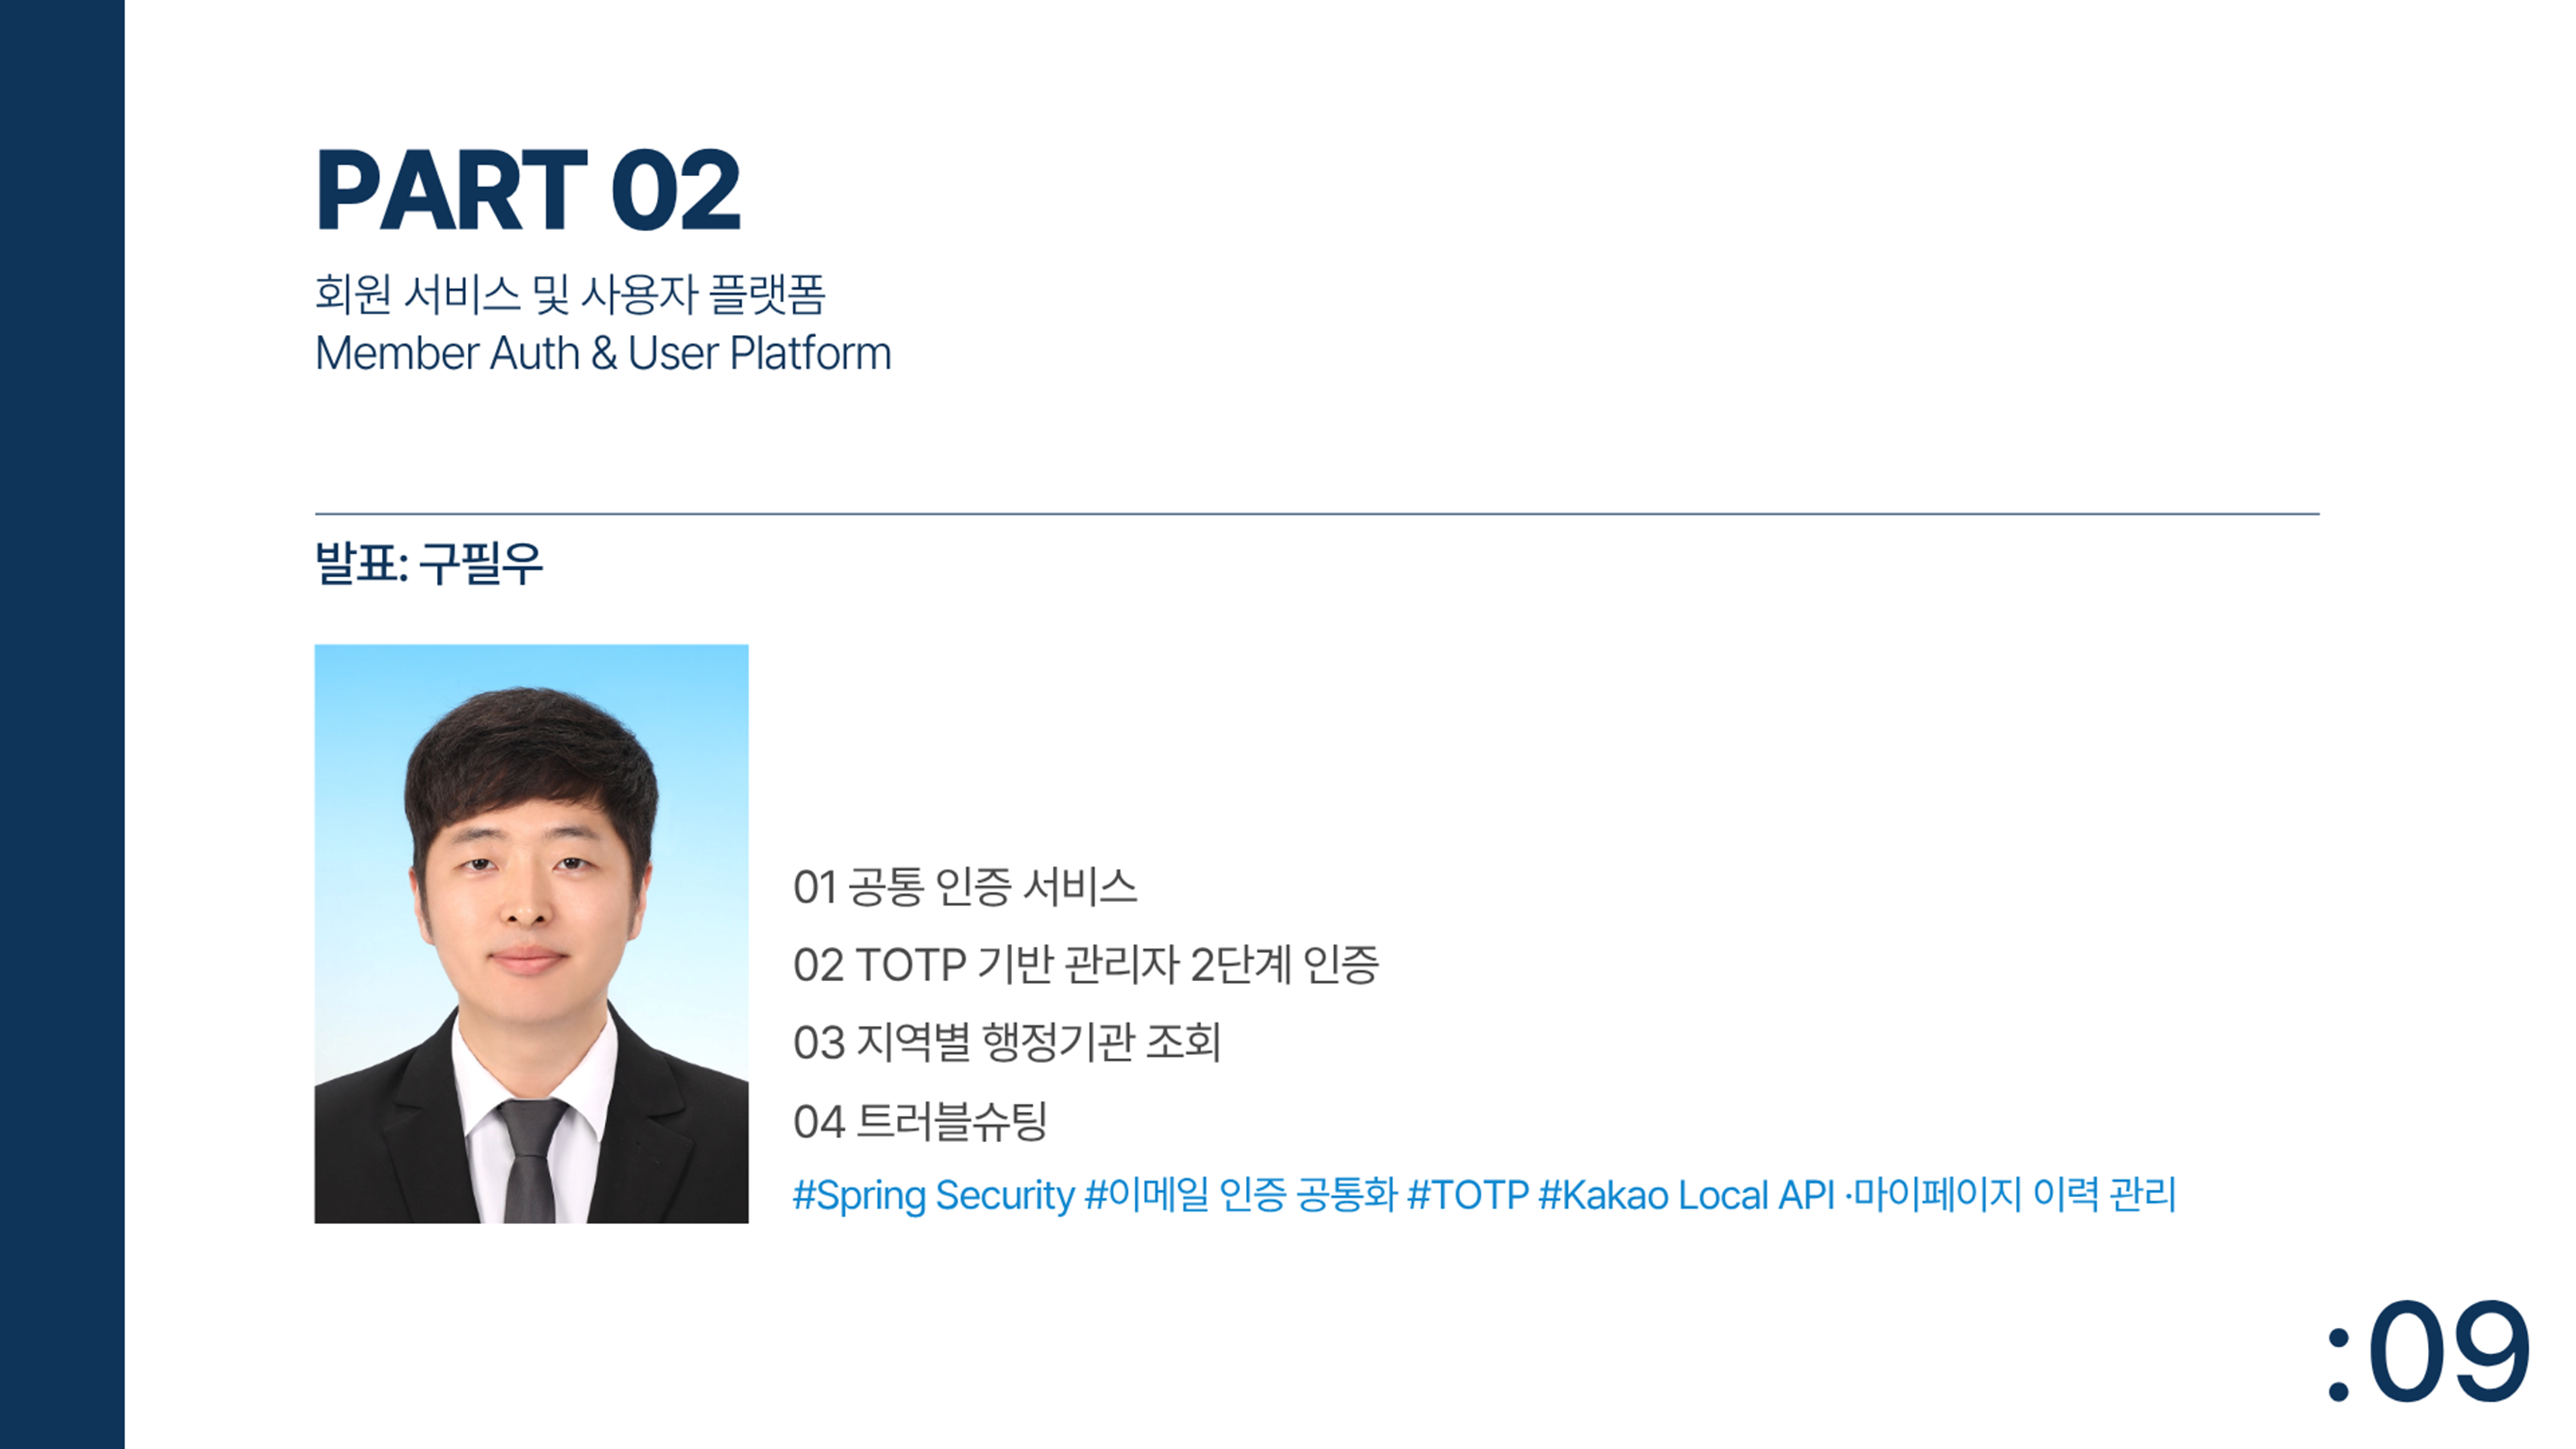 PART 02
회원 서비스 및 사용자 플랫폼
Member Auth & User Platform
발표: 구필우
01 공통 인증 서비스
02 TOTP 기반 관리자 2단계 인증
03 지역별 행정기관 조회
04 트러블슈팅
#Spring Security #이메일 인증 공통화 #TOTP #Kakao Local API ·마이페이지 이력 관리
:09